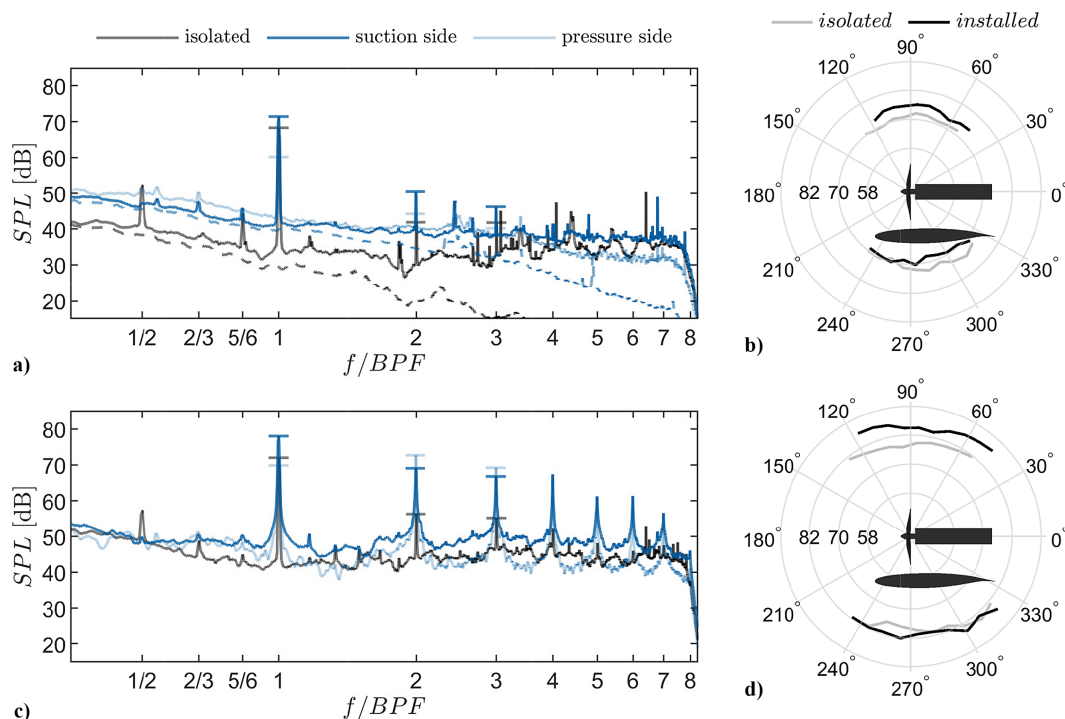 isolated suction side pressure side
80
70
60
50
40
30
20
SPL [dB]
1/2 2/3 5/6 1 2 3 4 5 6 7 8
f/BPF
a)
isolated installed
90°
120° 60°
150° 30°
180° 82 70 58 0°
210° 330°
240° 300°
270°
b)
80
70
60
50
40
30
20
SPL [dB]
1/2 2/3 5/6 1 2 3 4 5 6 7 8
f/BPF
c)
90°
120° 60°
150° 30°
180° 82 70 58 0°
210° 330°
240° 300°
270°
d)